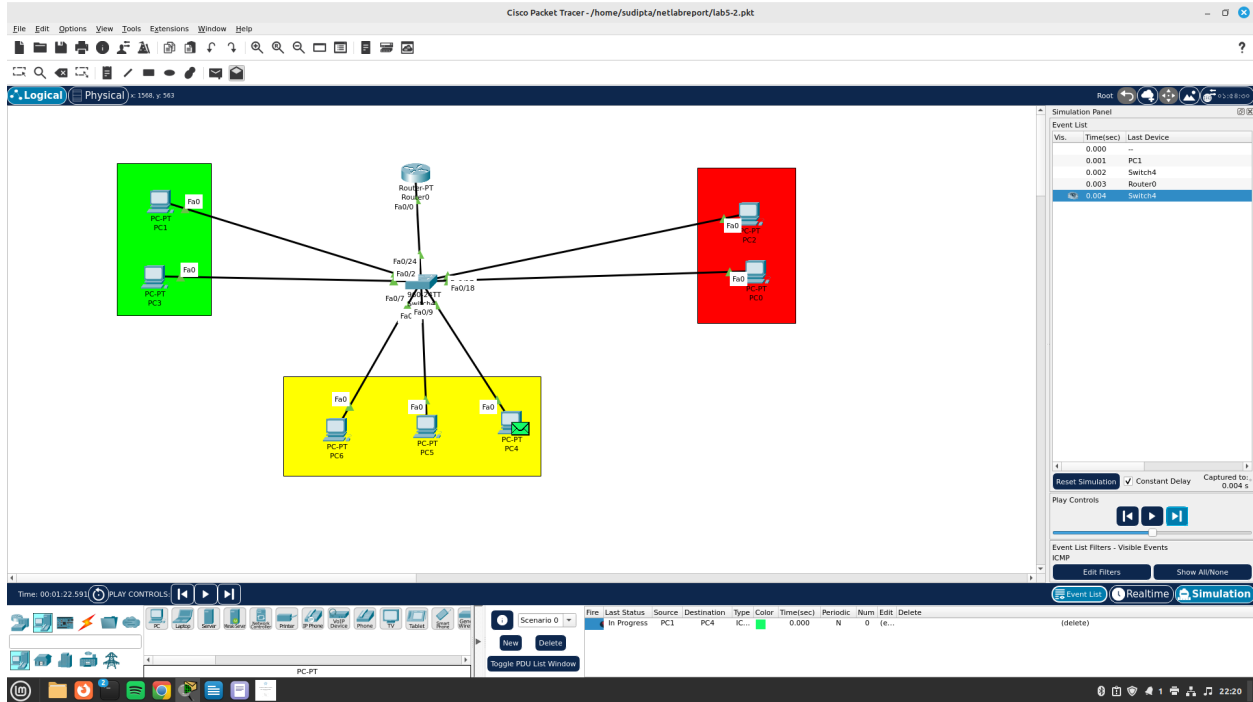 Cisco Packet Tracer - /home/sudipta/netlabreport/lab5-2.pkt
File Edit Options View Tools Extensions Window Help
?
Logical Physical x: 1568, y: 563
Root
Simulation Panel
Event List
Vis. Time(sec) Last Device
0.000 --
0.001 PC1
0.002 Switch4
0.003 Router0
0.004 Switch4
Router-PT
Router0
Fa0/0
Fa0
PC-PT
PC1
Fa0
PC-PT
PC2
Fa0/24
Fa0/2
Fa0
PC-PT
PC3
Fa0
PC-PT
PC0
Fa0/18
Fa0/7
Fa0/9
Fa0
PC-PT
PC6
Fa0
PC-PT
PC5
Fa0
PC-PT
PC4
Reset Simulation Constant Delay Captured to:
0.004 s
Play Controls
Event List Filters - Visible Events
ICMP
Edit Filters Show All/None
Time: 00:01:22.591 PLAY CONTROLS:
Event List Realtime Simulation
PC Laptop Server Printer IP Phone VoIP Device Phone TV Tablet Smart Device
PC-PT
Scenario 0
New Delete
Toggle PDU List Window
Fire Last Status Source Destination Type Color Time(sec) Periodic Num Edit Delete
In Progress PC1 PC4 IC... 0.000 N 0 (e... (delete)
2
1 22:20